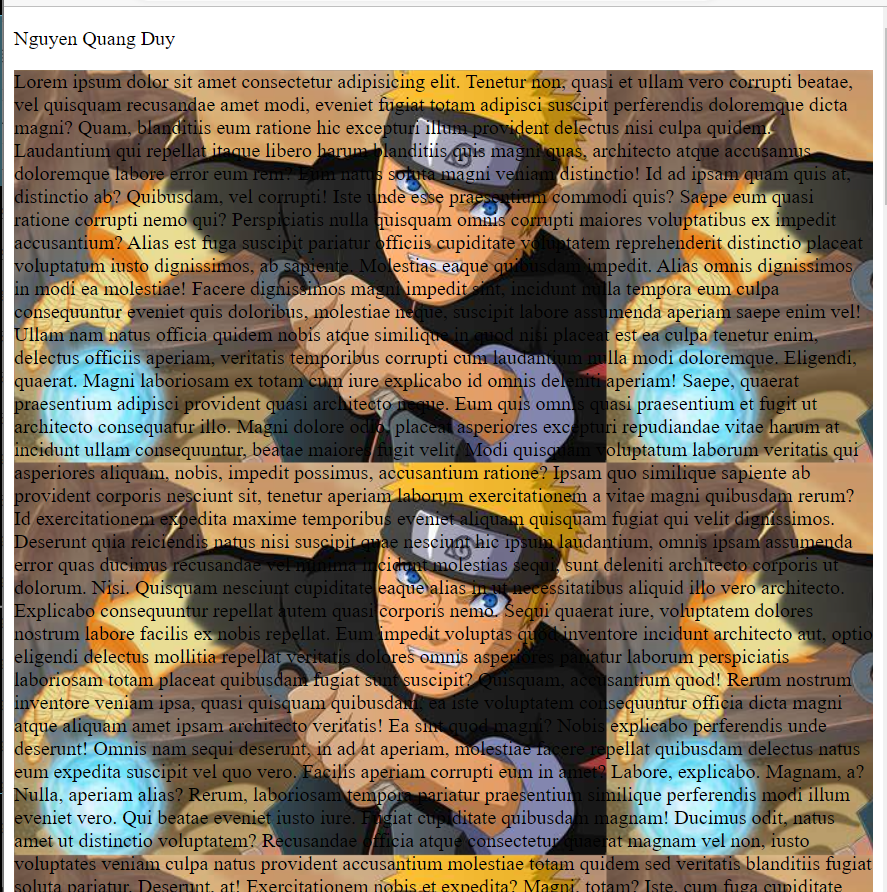 Nguyen Quang Duy
Lorem ipsum dolor sit amet consectetur adipisicing elit. Tenetur non, quasi et ullam vero corrupti beatae,
vel quisquam recusandae amet modi, eveniet fugiat totam adipisci suscipit perferendis doloremque dicta
magni? Quam, blanditiis eum ratione hic excepturi illum provident delectus nisi culpa quidem.
Laudantium qui repellat itaque libero harum blanditiis quis magni quas, architecto atque accusamus
doloremque labore error eum rem? Eum natus soluta magni veniam distinctio! Id ad ipsam quam quis at,
distinctio ab? Quibusdam, vel corrupti! Iste unde esse praesentium commodi quis? Saepe eum quasi
ratione corrupti nemo qui? Perspiciatis nulla quisquam omnis corrupti maiores voluptatibus ex impedit
accusantium? Alias est fuga suscipit pariatur officiis cupiditate voluptatem reprehenderit distinctio placeat
voluptatum iusto dignissimos, ab sapiente. Molestias eaque quibusdam impedit. Alias omnis dignissimos
in modi ea molestiae! Facere dignissimos magni impedit sint, incidunt nulla tempora eum culpa
consequuntur eveniet quis doloribus, molestiae neque, suscipit labore assumenda aperiam saepe enim vel!
Ullam nam natus officia quidem nobis atque similique in quod nisi placeat est ea culpa tenetur enim,
delectus officiis aperiam, veritatis temporibus corrupti cum laudantium nulla modi doloremque. Eligendi,
quaerat. Magni laboriosam ex totam cum iure explicabo id omnis deleniti aperiam! Saepe, quaerat
praesentium adipisci provident quasi architecto neque. Eum quis omnis quasi praesentium et fugit ut
architecto consequatur illo. Magni dolore odio, placeat asperiores excepturi repudiandae vitae harum at
incidunt ullam consequuntur, beatae maiores fugit velit. Modi quisquam voluptatum laborum veritatis qui
asperiores aliquam, nobis, impedit possimus, accusantium ratione? Ipsam quo similique sapiente ab
provident corporis nesciunt sit, tenetur aperiam laborum exercitationem a vitae magni quibusdam rerum?
Id exercitationem expedita maxime temporibus eveniet aliquam quisquam fugiat qui velit dignissimos.
Deserunt quia reiciendis natus nisi suscipit quae nesciunt hic ipsum laudantium, omnis ipsam assumenda
error quas ducimus recusandae vel minima incidunt molestias sequi, sunt deleniti architecto corporis ut
dolorum. Nisi. Quisquam nesciunt cupiditate eaque alias in ut necessitatibus aliquid illo vero architecto.
Explicabo consequuntur repellat autem quasi corporis nemo. Sequi quaerat iure, voluptatem dolores
nostrum labore facilis ex nobis repellat. Eum impedit voluptas quod inventore incidunt architecto aut, optio
eligendi delectus mollitia repellat veritatis dolores omnis asperiores pariatur laborum perspiciatis
laboriosam totam placeat quibusdam fugiat sunt suscipit? Quisquam, accusantium quod! Rerum nostrum
inventore veniam ipsa, quasi quisquam quibusdam, ea iste voluptatem consequuntur officia dicta magni
atque aliquam amet ipsam architecto veritatis! Ea sint quod magni? Nobis explicabo perferendis unde
deserunt! Omnis nam sequi deserunt, in ad at aperiam, molestiae facere repellat quibusdam delectus natus
eum expedita suscipit vel quo vero. Facilis aperiam corrupti eum in amet? Labore, explicabo. Magnam, a?
Nulla, aperiam alias? Rerum, laboriosam tempora pariatur praesentium similique perferendis modi illum
eveniet vero. Qui beatae eveniet iusto iure. Fugiat cupiditate quibusdam magnam! Ducimus odit, natus
amet ut distinctio voluptatem? Recusandae officia atque consectetur quaerat magnam vel non, iusto
voluptates veniam culpa natus provident accusantium molestiae totam quidem sed veritatis blanditiis fugiat
soluta pariatur. Deserunt, at! Exercitationem nobis et expedita? Magni, totam? Iste, cum fuga cupiditate